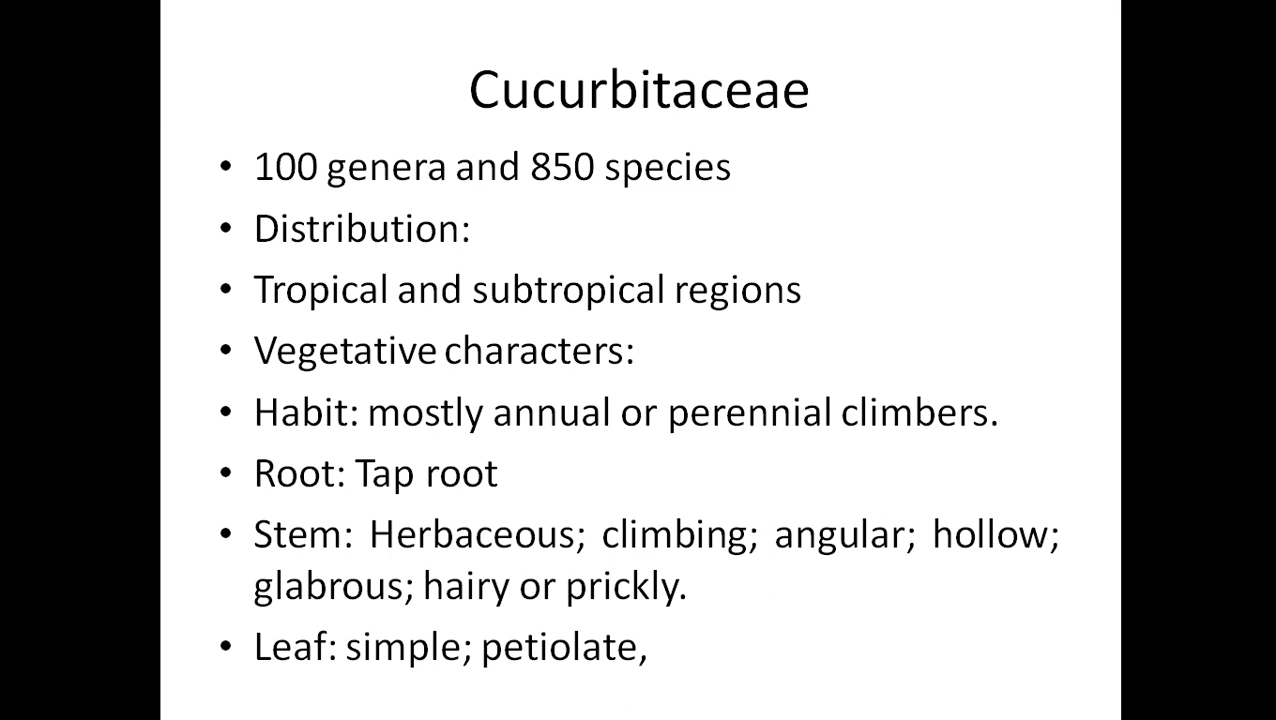 Cucurbitaceae
• 100 genera and 850 species
• Distribution:
• Tropical and subtropical regions
• Vegetative characters:
• Habit: mostly annual or perennial climbers.
• Root: Tap root
• Stem: Herbaceous; climbing; angular; hollow;
glabrous; hairy or prickly.
• Leaf: simple; petiolate,